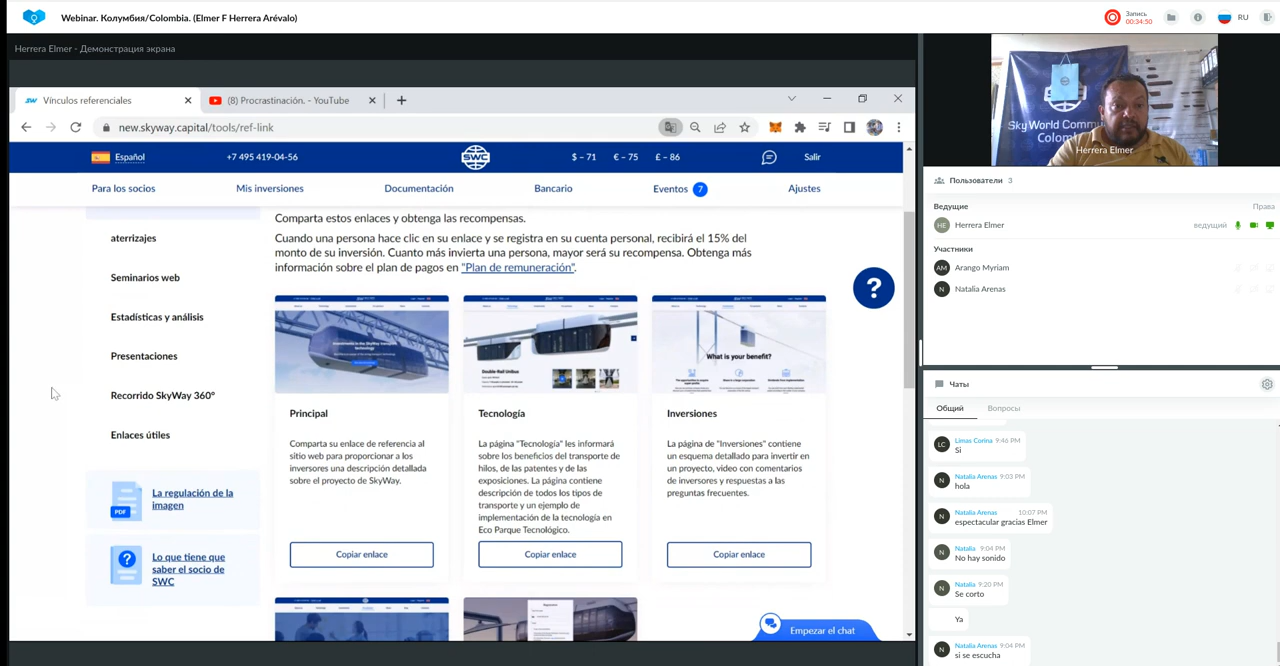 Webinar. Колумбия/Colombia. (Elmer F Herrera Arévalo)
Запись
00:34:50
RU
Herrera Elmer - Демонстрация экрана
Vínculos referenciales
(8) Procrastinación. - YouTube
new.skyway.capital/tools/ref-link
Español
+7 495 419-04-56
SWC
$ – 71
€ – 75
£ – 86
Salir
Para los socios
Mis inversiones
Documentación
Bancario
Eventos 7
Ajustes
aterrizajes
Seminarios web
Estadísticas y análisis
Presentaciones
Recorrido SkyWay 360°
Enlaces útiles
PDF
La regulación de la
imagen
?
Lo que tiene que
saber el socio de
SWC
Comparta estos enlaces y obtenga las recompensas.
Cuando una persona hace clic en su enlace y se registra en su cuenta personal, recibirá el 15% del
monto de su inversión. Cuanto más invierta una persona, mayor será su recompensa. Obtenga más
información sobre el plan de pagos en "Plan de remuneración".
?
Principal
Comparta su enlace de referencia al
sitio web para proporcionar a los
inversores una descripción detallada
sobre el proyecto de SkyWay.
Copiar enlace
Double-Rail Unibus
Tecnología
La página "Tecnología" les informará
sobre los beneficios del transporte de
hilos, de las patentes y de las
exposiciones. La página contiene
descripción de todos los tipos de
transporte y un ejemplo de
implementación de la tecnología en
Eco Parque Tecnológico.
Copiar enlace
What is your benefit?
Inversiones
La página de "Inversiones" contiene
un esquema detallado para invertir en
un proyecto, video con comentarios
de inversores y respuestas a las
preguntas frecuentes.
Copiar enlace
Empezar el chat
Herrera Elmer
Пользователи 3
Ведущие
Права
HE
Herrera Elmer
ведущий
Участники
AM
Arango Myriam
N
Natalia Arenas
Чаты
Общий
Вопросы
LC
Limas Corina 9:46 PM
Si
N
Natalia Arenas 9:03 PM
hola
N
Natalia Arenas 10:07 PM
espectacular gracias Elmer
N
Natalia 9:04 PM
No hay sonido
N
Natalia 9:20 PM
Se corto
Ya
N
Natalia Arenas 9:04 PM
si se escucha